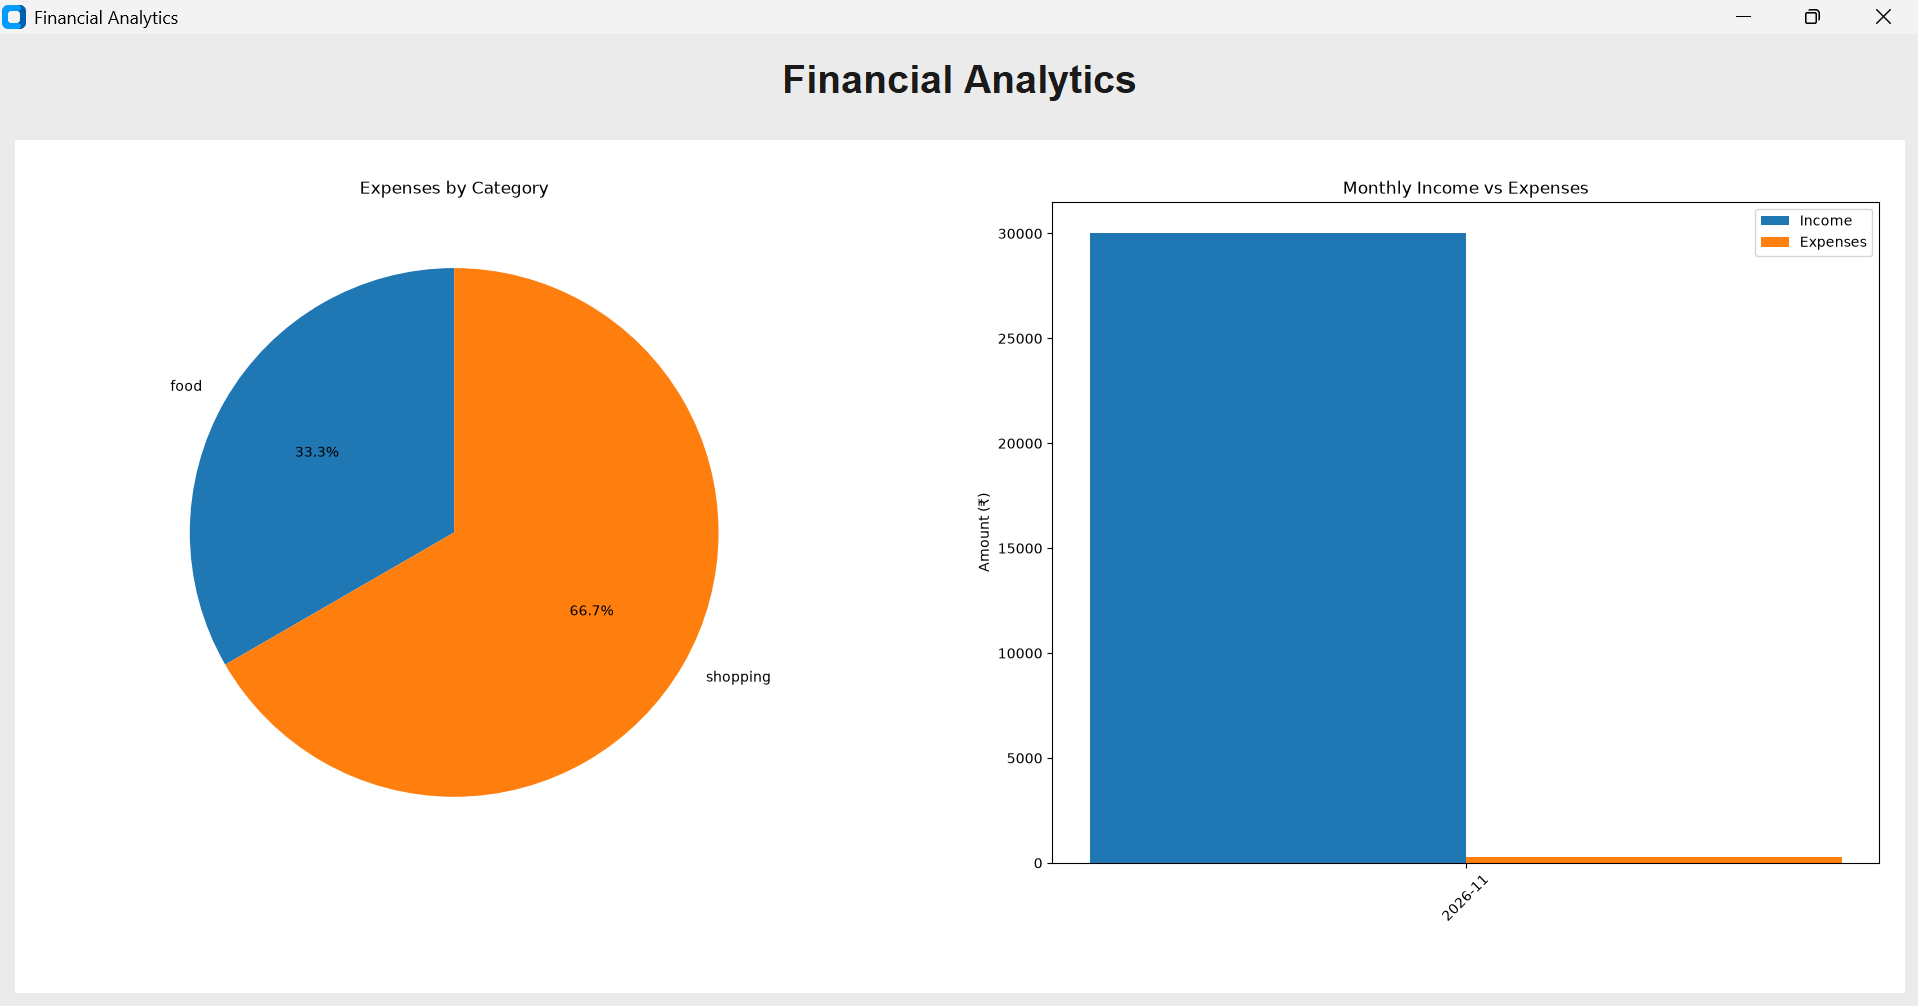 Financial Analytics
Financial Analytics
Expenses by Category
food
33.3%
66.7%
shopping
Monthly Income vs Expenses
Income
Expenses
30000
25000
20000
15000
10000
5000
0
Amount (₹)
2026-11